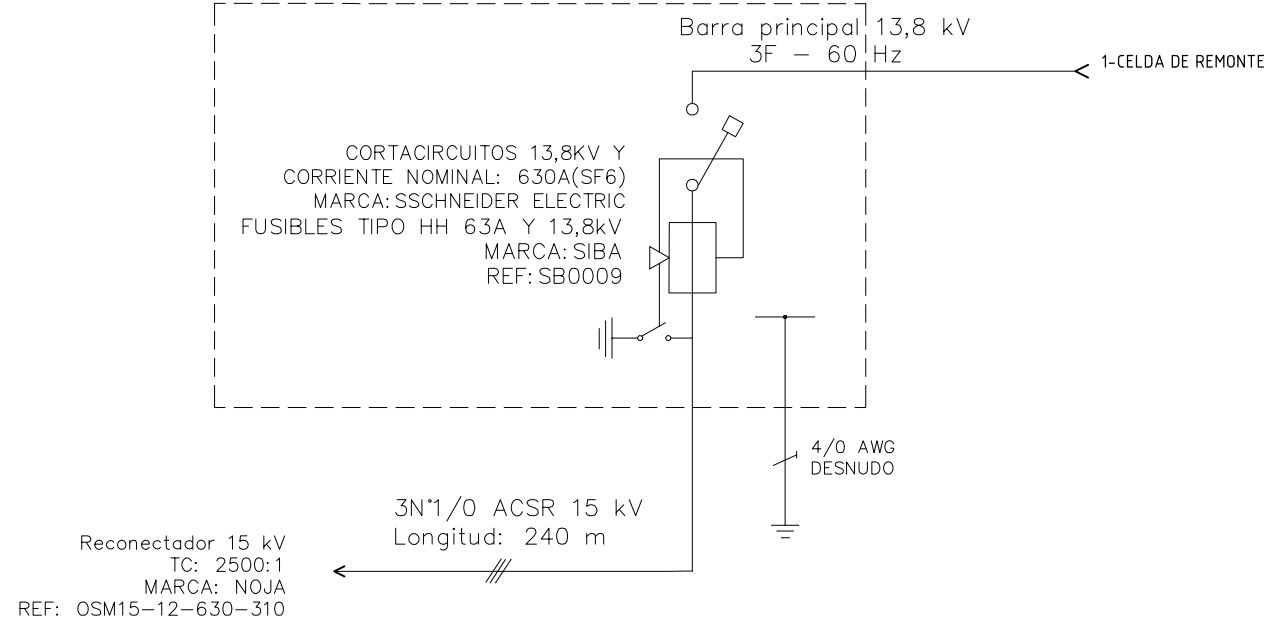 Barra principal 13,8 kV
3F - 60 Hz
1-CELDA DE REMONTE
CORTACIRCUITOS 13,8KV Y
CORRIENTE NOMINAL: 630A(SF6)
MARCA: SSCHNEIDER ELECTRIC
FUSIBLES TIPO HH 63A Y 13,8kV
MARCA: SIBA
REF: SB0009
4/0 AWG
DESNUDO
3N°1/0 ACSR 15 kV
Longitud: 240 m
Reconectador 15 kV
TC: 2500:1
MARCA: NOJA
REF: OSM15-12-630-310